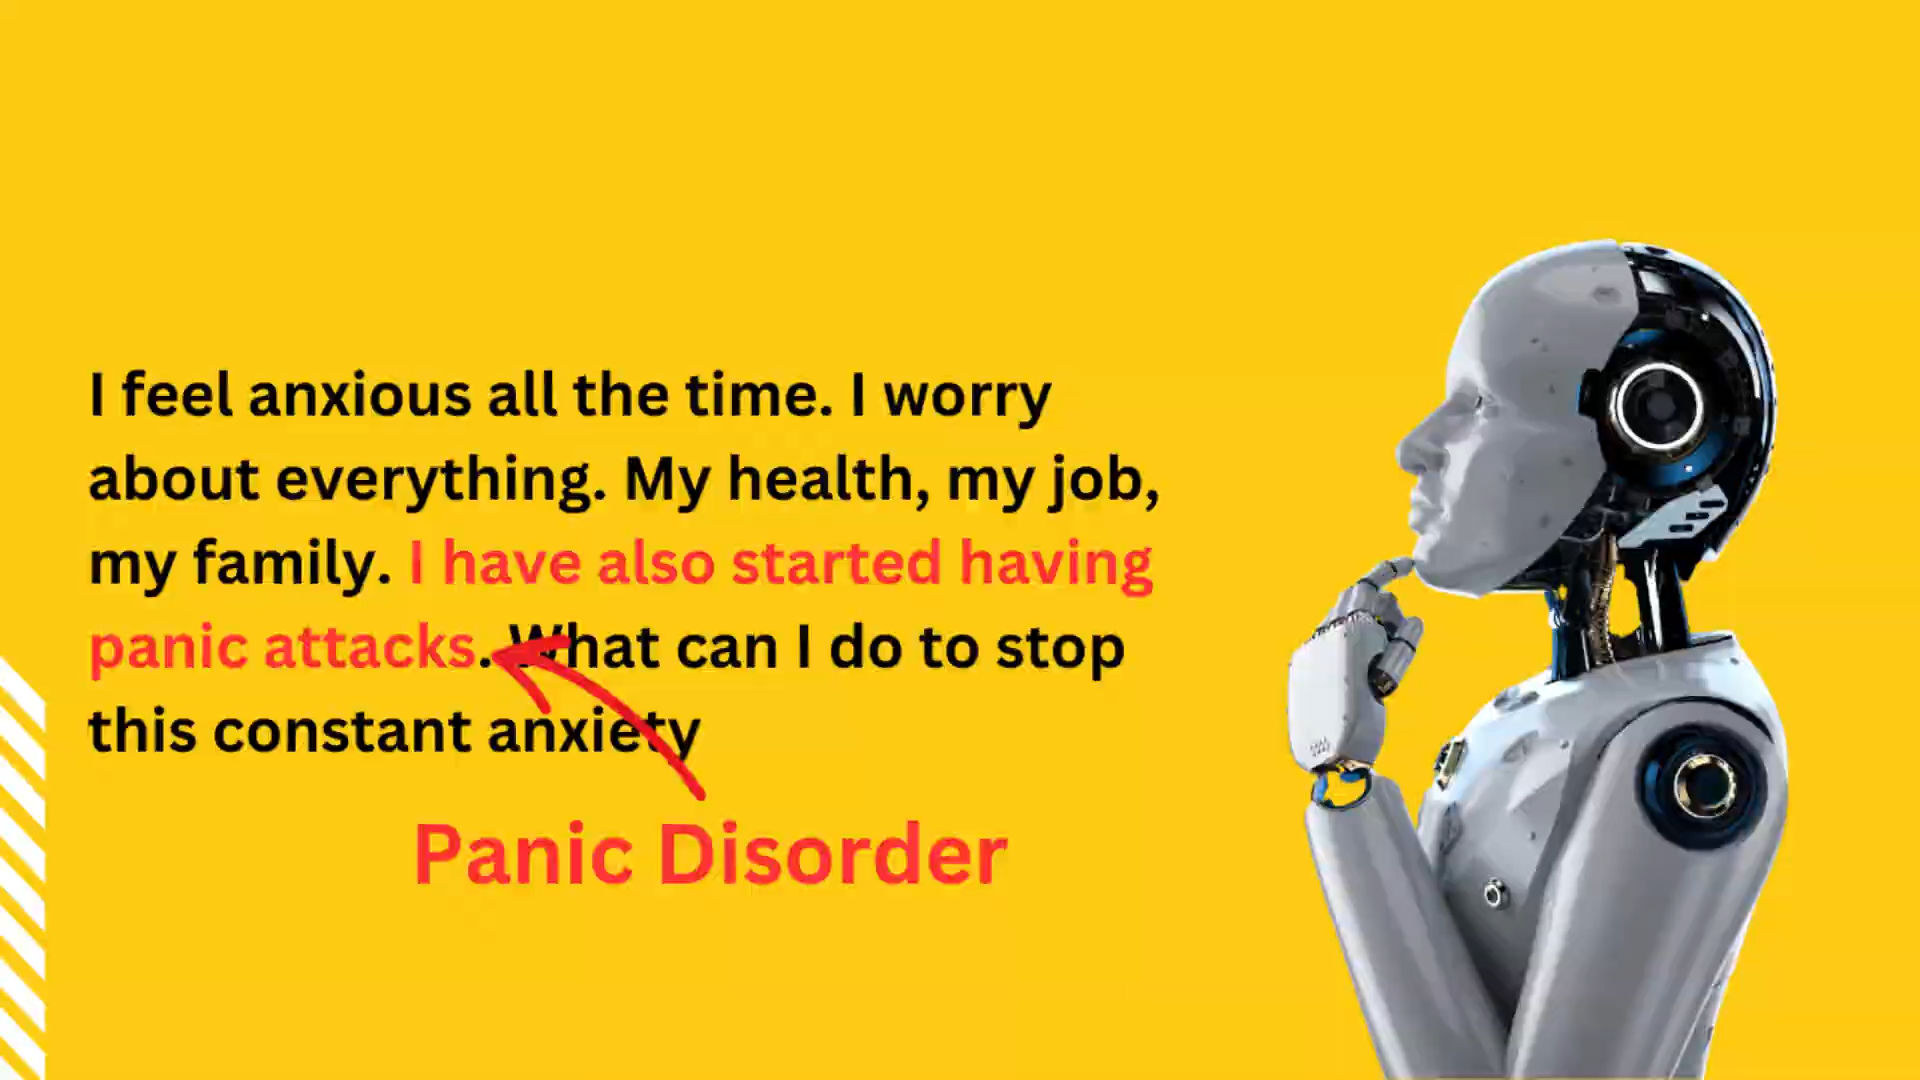 I feel anxious all the time. I worry
about everything. My health, my job,
my family. I have also started having
panic attacks. What can I do to stop
this constant anxiety
Panic Disorder